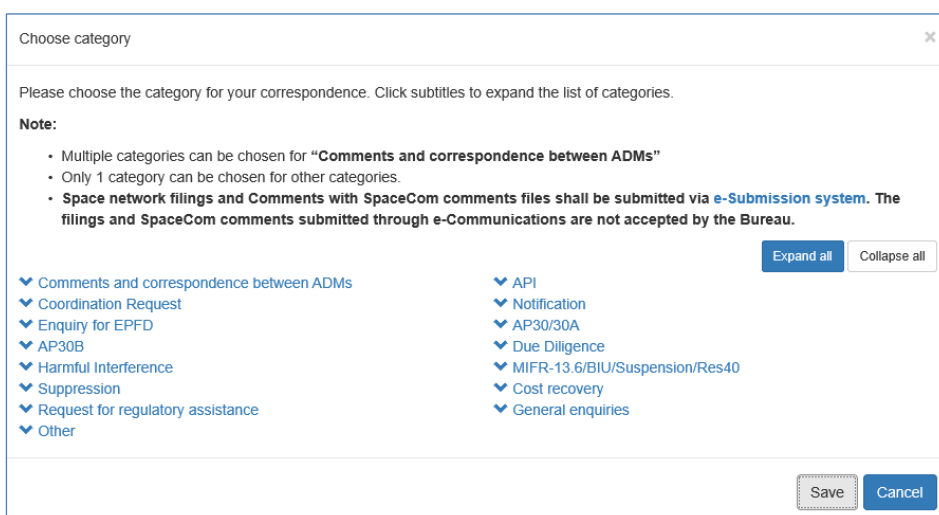 Choose category ×
Please choose the category for your correspondence. Click subtitles to expand the list of categories.
Note:
• Multiple categories can be chosen for “Comments and correspondence between ADMs”
• Only 1 category can be chosen for other categories.
• Space network filings and Comments with SpaceCom comments files shall be submitted via e-Submission system. The
filings and SpaceCom comments submitted through e-Communications are not accepted by the Bureau.
Expand all Collapse all
Comments and correspondence between ADMs
Coordination Request
Enquiry for EPFD
AP30B
Harmful Interference
Suppression
Request for regulatory assistance
Other
API
Notification
AP30/30A
Due Diligence
MIFR-13.6/BIU/Suspension/Res40
Cost recovery
General enquiries
Save Cancel